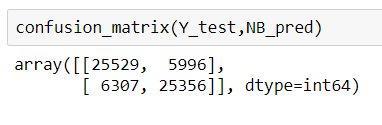 confusion_matrix(Y_test,NB_pred)
array([[25529,  5996],
       [ 6307, 25356]], dtype=int64)